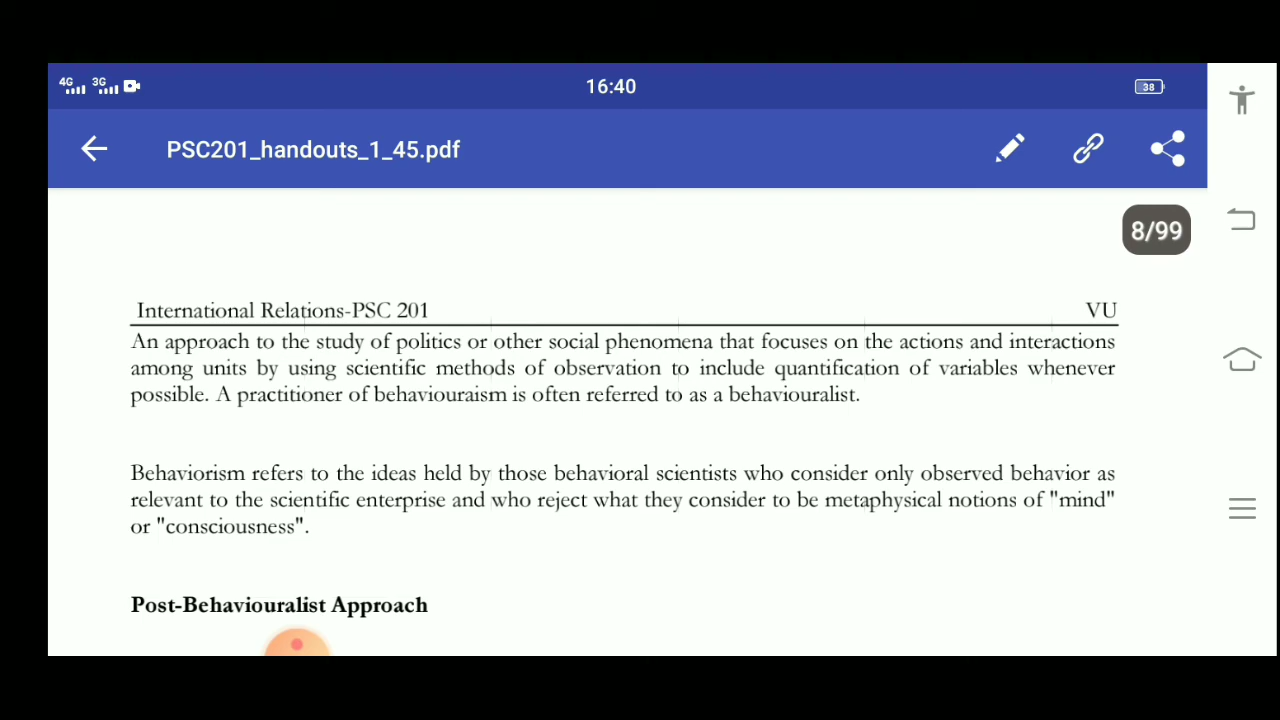 4G 3G 16:40 38
PSC201_handouts_1_45.pdf
8/99
International Relations-PSC 201 VU
An approach to the study of politics or other social phenomena that focuses on the actions and interactions
among units by using scientific methods of observation to include quantification of variables whenever
possible. A practitioner of behaviouraism is often referred to as a behaviouralist.
Behaviorism refers to the ideas held by those behavioral scientists who consider only observed behavior as
relevant to the scientific enterprise and who reject what they consider to be metaphysical notions of "mind"
or "consciousness".
Post-Behaviouralist Approach